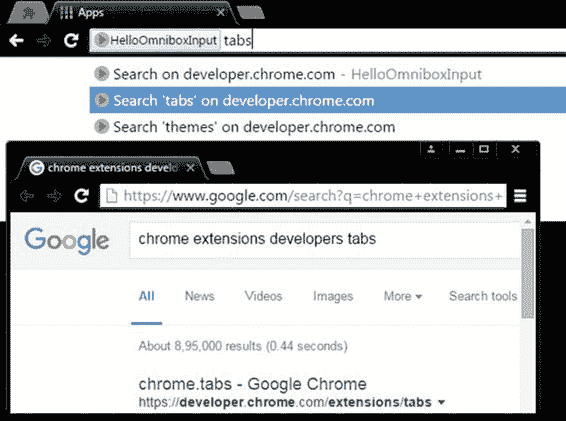 Apps
HelloOmniboxInput tabs
Search on developer.chrome.com - HelloOmniboxInput
Search 'tabs' on developer.chrome.com
Search 'themes' on developer.chrome.com
chrome extensions develo
https://www.google.com/search?q=chrome+extensions+
Google
chrome extensions developers tabs
All News Videos Images More Search tools
About 8,95,000 results (0.44 seconds)
chrome.tabs - Google Chrome
https://developer.chrome.com/extensions/tabs